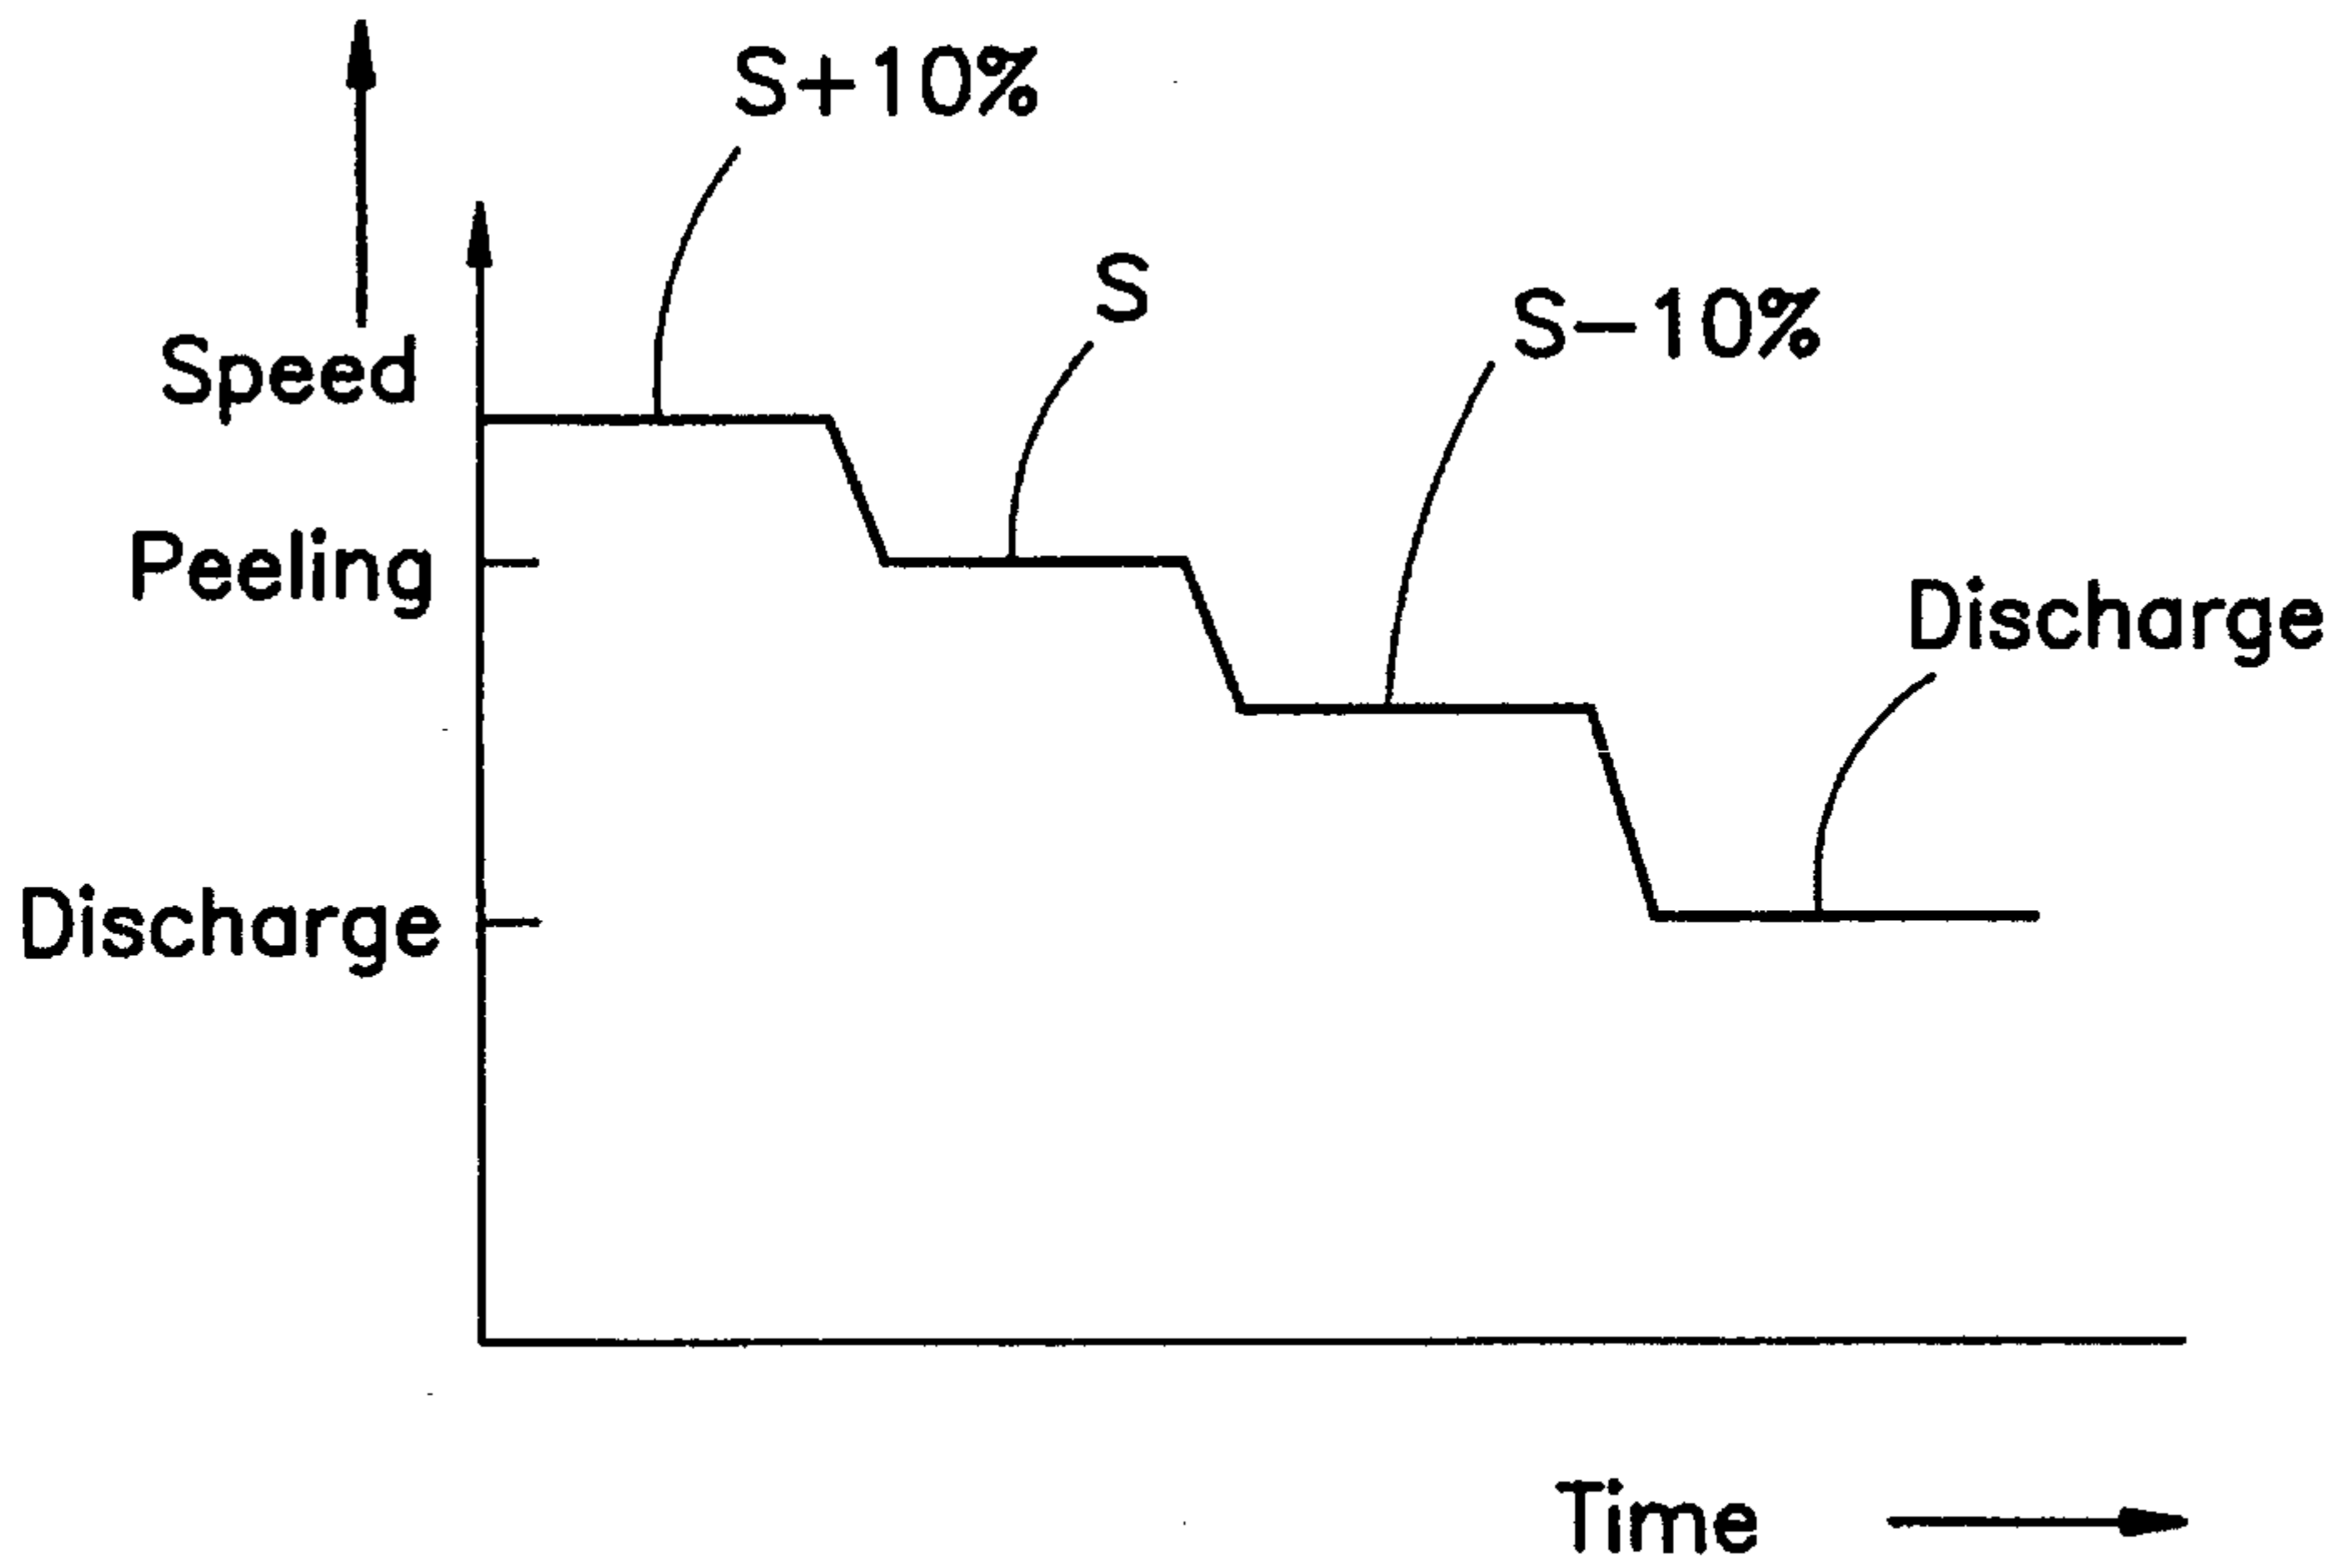 S+10%
S
S−10%
Speed
Peeling
Discharge
Discharge
Time